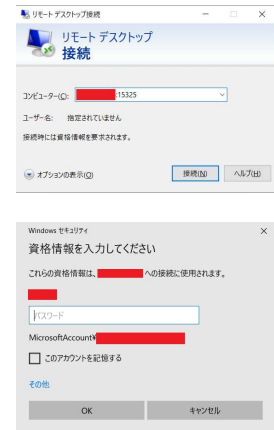 リモート デスクトップ接続
リモート デスクトップ
接続
コンピューター(C): :15325
ユーザー名: 指定されていません
接続時には資格情報を要求されます。
オプションの表示(O) 接続(N) ヘルプ(H)
Windows セキュリティ
資格情報を入力してください
これらの資格情報は、 への接続に使用されます。
パスワード
MicrosoftAccount¥
このアカウントを記憶する
その他
OK キャンセル